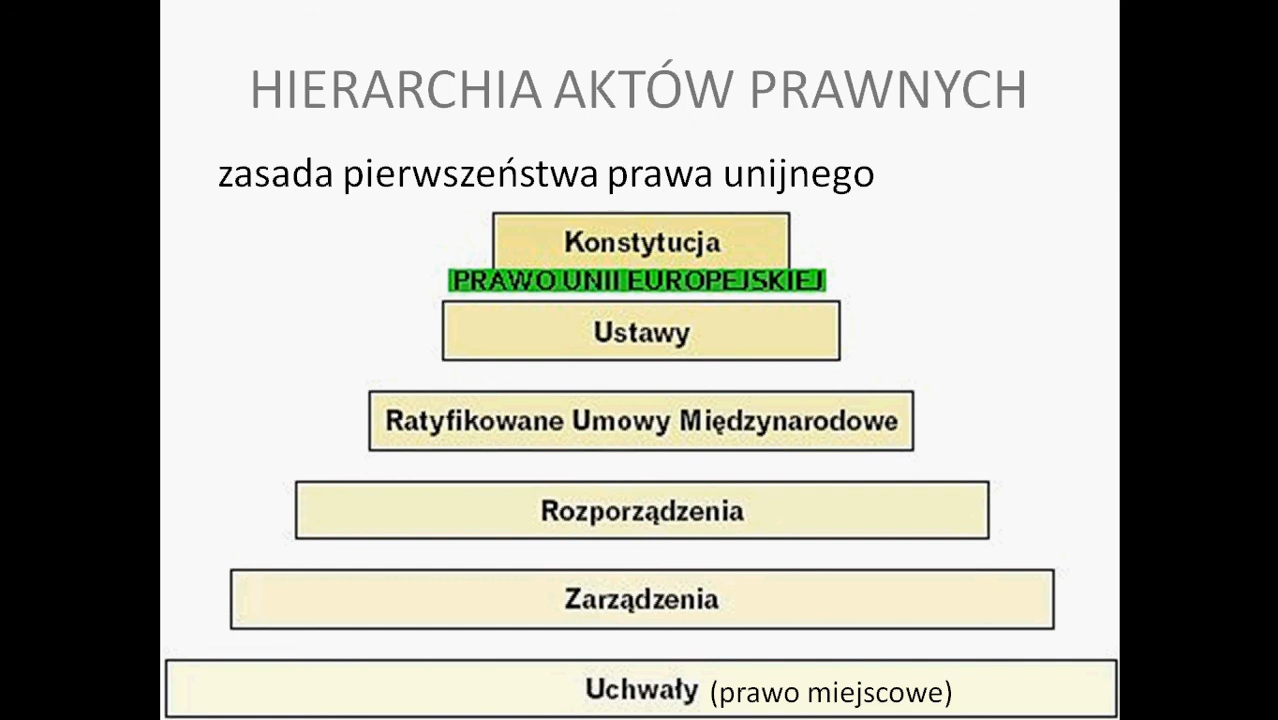 HIERARCHIA AKTÓW PRAWNYCH
zasada pierwszeństwa prawa unijnego
Konstytucja
PRAWO UNII EUROPEJSKIEJ
Ustawy
Ratyfikowane Umowy Międzynarodowe
Rozporządzenia
Zarządzenia
Uchwały (prawo miejscowe)